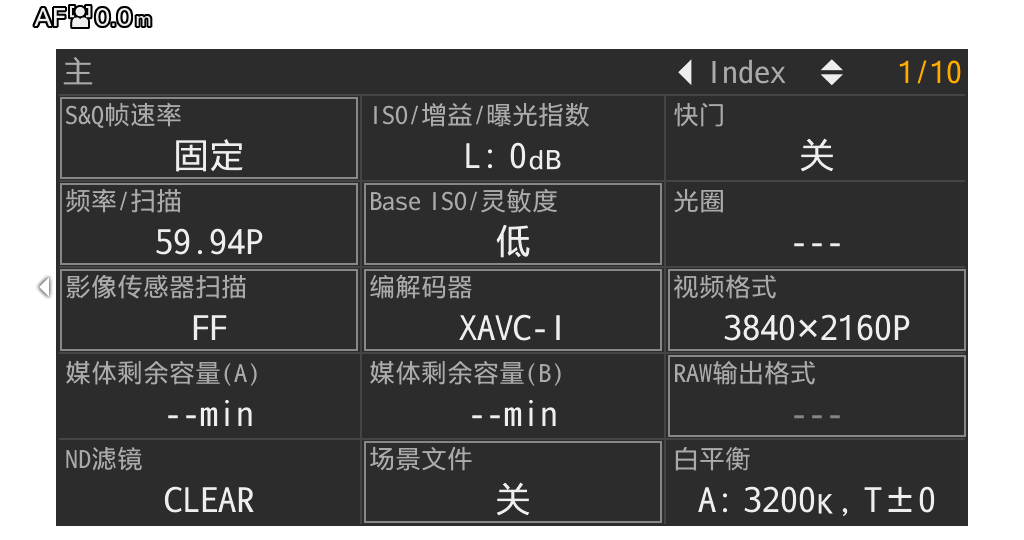 AF 0.0m
主 Index 1/10
S&Q帧速率 ISO/增益/曝光指数 快门
固定 L: 0dB 关
频率/扫描 Base ISO/灵敏度 光圈
59.94P 低 ---
影像传感器扫描 编解码器 视频格式
FF XAVC-I 3840×2160P
媒体剩余容量(A) 媒体剩余容量(B) RAW输出格式
--min --min ---
ND滤镜 场景文件 白平衡
CLEAR 关 A: 3200K, T±0